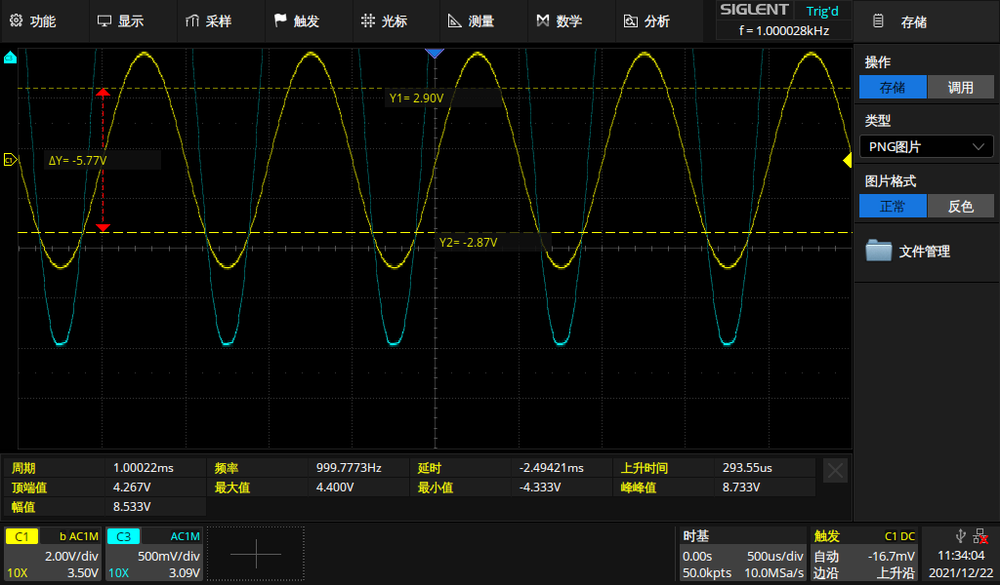 功能 显示 采样 触发 光标 测量 数学 分析 SIGLENT Trig'd 存储
f = 1.000028kHz
操作
存储 调用
类型
PNG图片
图片格式
正常 反色
文件管理
Y1= 2.90V
ΔY= -5.77V
Y2= -2.87V
C1
周期 1.00022ms 频率 999.7773Hz 延时 -2.49421ms 上升时间 293.55us
顶端值 4.267V 最大值 4.400V 最小值 -4.333V 峰峰值 8.733V
幅值 8.533V
C1 b AC1M C3 AC1M 时基 触发 C1 DC
2.00V/div 500mV/div 0.00s 500us/div 自动 -16.7mV 11:34:04
10X 3.50V 10X 3.09V 50.0kpts 10.0MSa/s 边沿 上升沿 2021/12/22